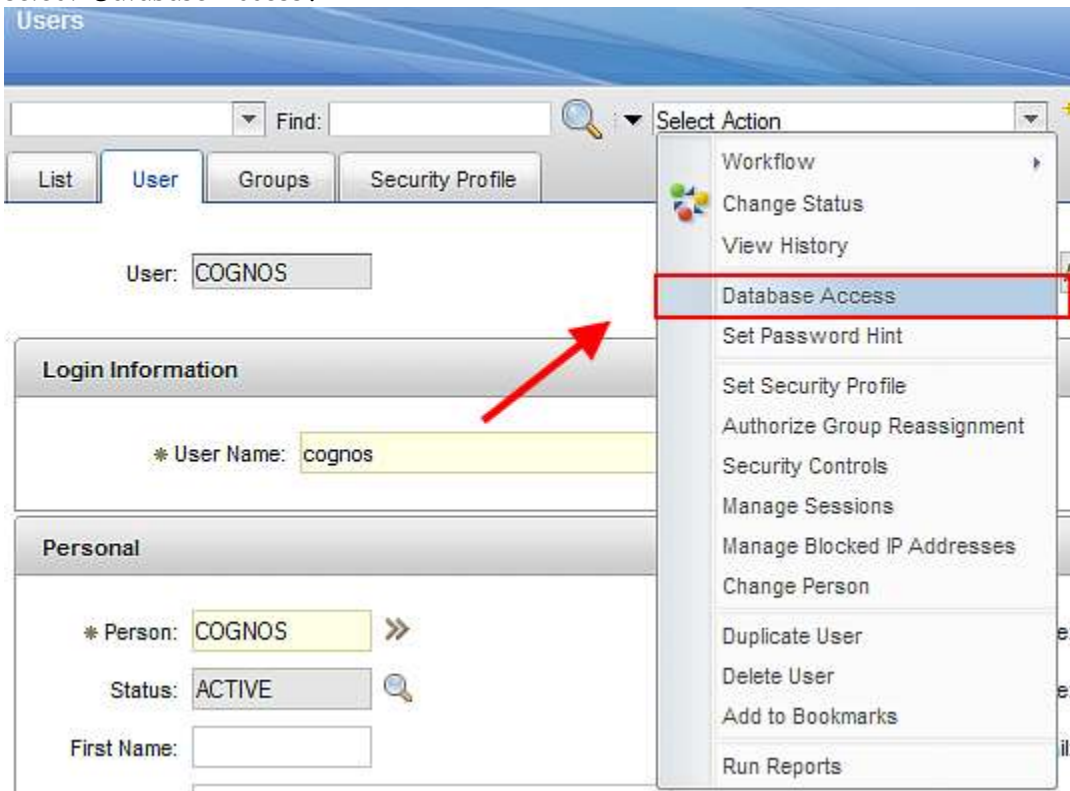 Users
Find:
Select Action
List
User
Groups
Security Profile
Workflow
Change Status
View History
Database Access
Set Password Hint
Set Security Profile
Authorize Group Reassignment
Security Controls
Manage Sessions
Manage Blocked IP Addresses
Change Person
Duplicate User
Delete User
Add to Bookmarks
Run Reports
User: COGNOS
Login Information
* User Name: cognos
Personal
* Person: COGNOS
Status: ACTIVE
First Name: